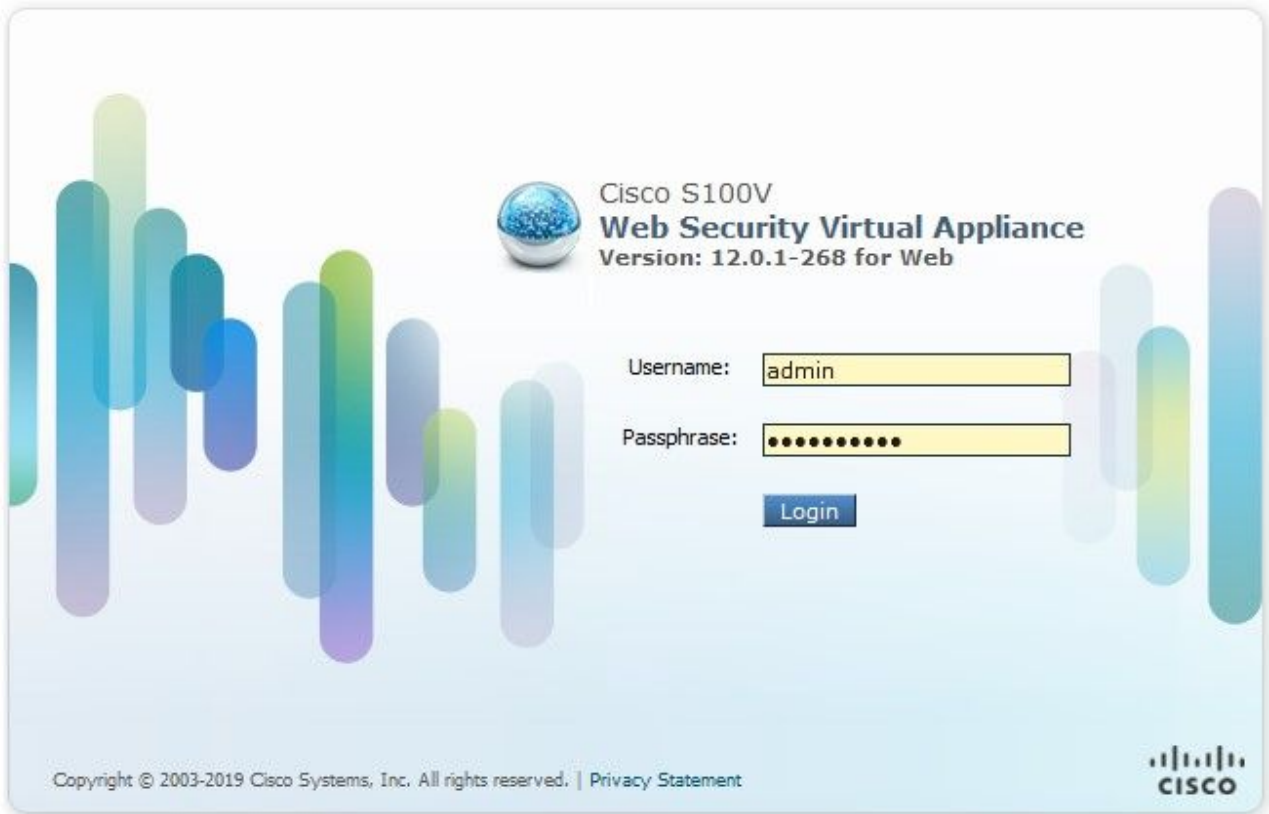 Cisco S100V
Web Security Virtual Appliance
Version: 12.0.1-268 for Web
Username: admin
Passphrase: ••••••••••
Login
Copyright © 2003-2019 Cisco Systems, Inc. All rights reserved. | Privacy Statement
CISCO